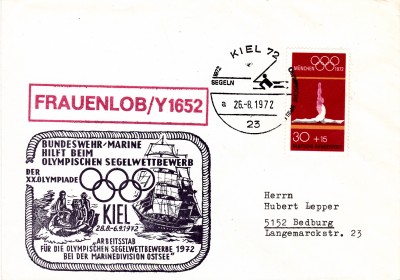 KIEL 72
1972
SEGELN
a
26.-8.1972
23
MÜNCHEN 1972
30 + 15
FRAUENLOB/Y1652
BUNDESWEHR-MARINE
HILFT BEIM
OLYMPISCHEN SEGELWETTBEWERB
DER
XX.OLYMPIADE
KIEL
28.8.-6.9.1972
„ARBEITSSTAB
FÜR DIE OLYMPISCHEN SEGELWETTBEWERBE 1972
BEI DER MARINEDIVISION OSTSEE"
Herrn
Hubert Lepper
5152 Bedburg
Langemarckstr. 23